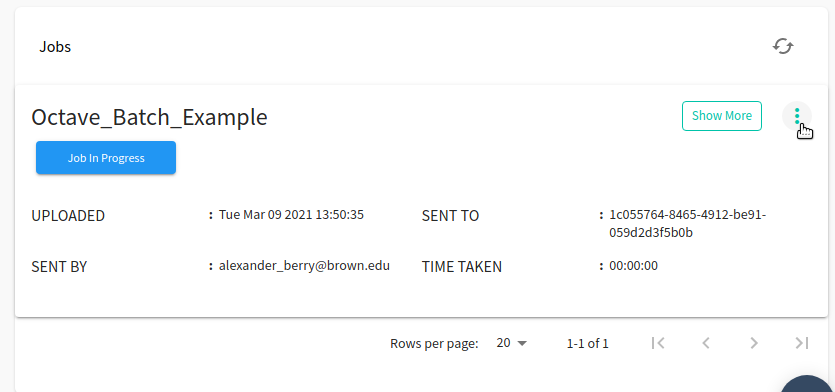 Jobs
Octave_Batch_Example
Show More
Job In Progress
UPLOADED : Tue Mar 09 2021 13:50:35
SENT TO : 1c055764-8465-4912-be91-
059d2d3f5b0b
SENT BY : alexander_berry@brown.edu
TIME TAKEN : 00:00:00
Rows per page: 20 1-1 of 1